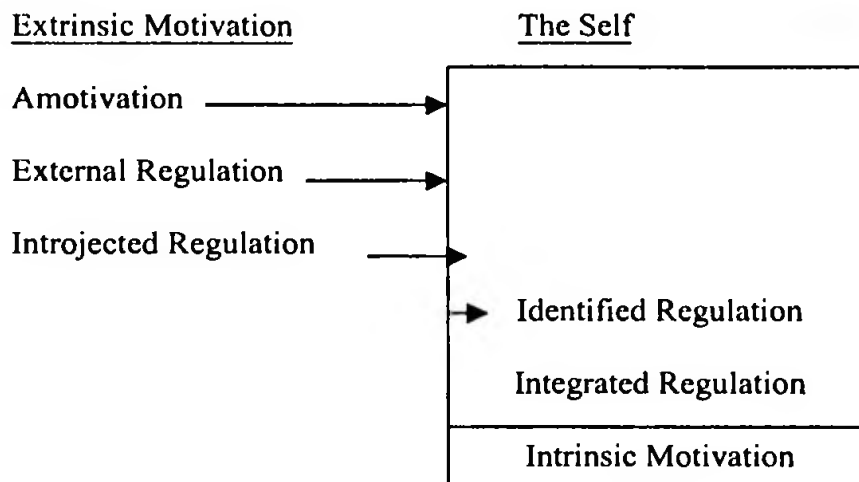 Extrinsic Motivation The Self
Amotivation
External Regulation
Introjected Regulation
Identified Regulation
Integrated Regulation
Intrinsic Motivation